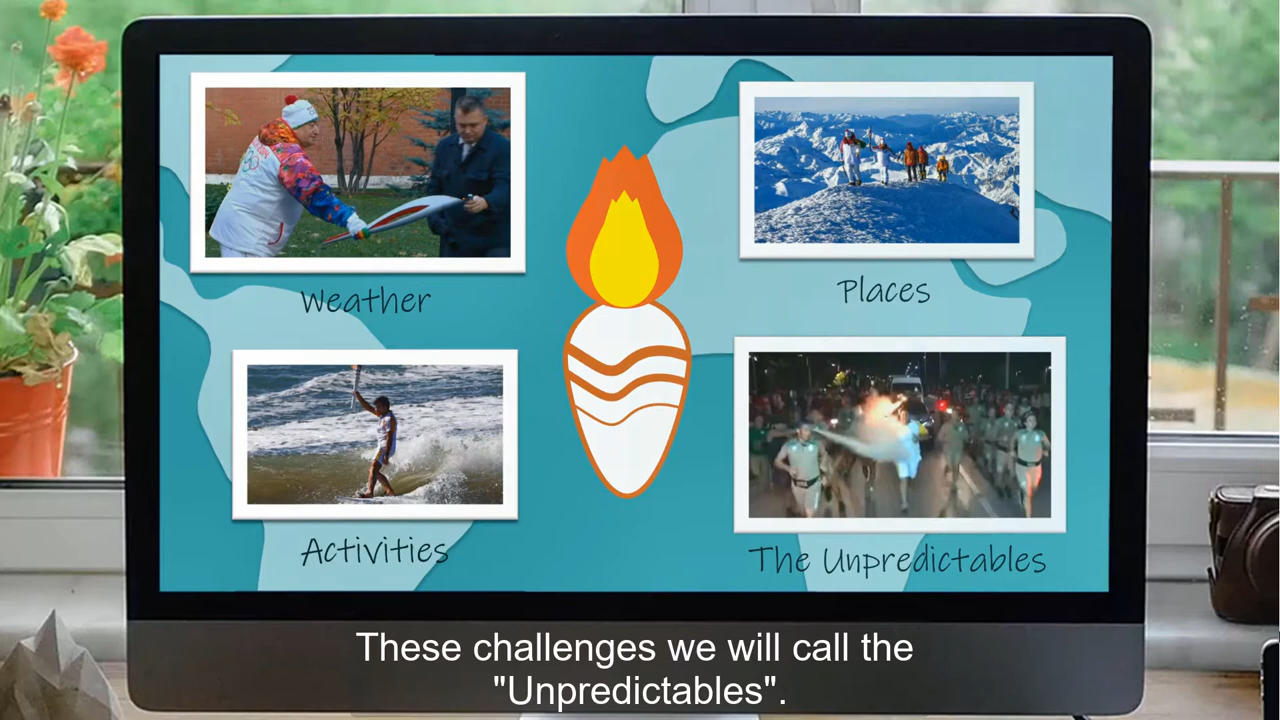 Weather
Places
Activities
The Unpredictables
These challenges we will call the
"Unpredictables".